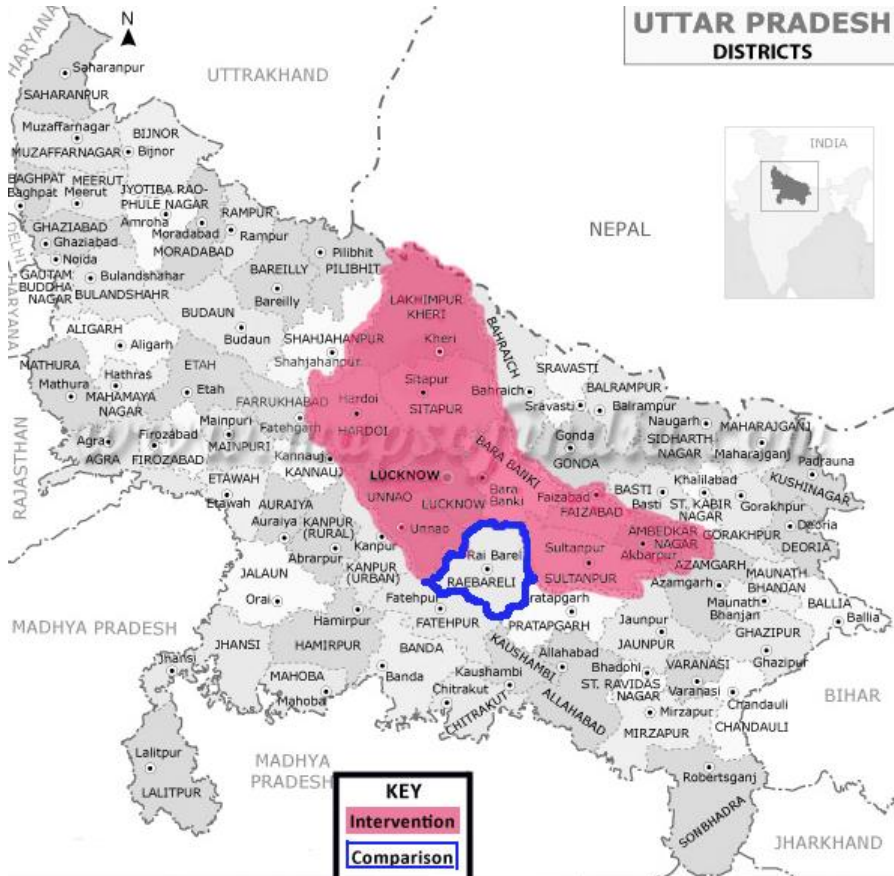 UTTAR PRADESH
DISTRICTS
N
HARYANA
Saharanpur
SAHARANPUR
UTTRAKHAND
INDIA
Muzaffarnagar
MUZAFFARNAGAR
BIJNOR
Bijnor
BAGHPAT
Baghpat
MEERUT
Meerut
JYOTIBA RAO-
PHULE NAGAR
Amroha
Moradabad
MORADABAD
RAMPUR
Rampur
NEPAL
DELHI
GHAZIABAD
Ghaziabad
Noida
GAUTAM
BUDDHA
NAGAR
Bulandshahar
BULANDSHAHR
Pilibhit
PILIBHIT
BAREILLY
Bareilly
HARYANA
LAKHIMPUR
KHERI
Kheri
BUDAUN
Budaun
ALIGARH
Aligarh
SHAHJAHANPUR
Shahjahanpur
BAHRAICH
Bahraich
SRAVASTI
Sravasti
BALRAMPUR
Balrampur
MATHURA
Mathura
Hathras
MAHAMAYA
NAGAR
ETAH
Etah
FARRUKHABAD
Fatehgarh
Hardoi
HARDOI
Sitapur
SITAPUR
Naugarh
SIDHARTH
NAGAR
MAHARAJGANJ
Maharajganj
RAJASTHAN
Agra
AGRA
Firozabad
FIROZABAD
Mainpuri
MAINPURI
Kannauj
KANNAUJ
Gonda
GONDA
BARA BANKI
Bara
Banki
Padrauna
KUSHINAGAR
ETAWAH
Etawah
LUCKNOW
LUCKNOW
UNNAO
Unnao
Faizabad
FAIZABAD
BASTI
Basti
Khalilabad
ST. KABIR
NAGAR
Gorakhpur
GORAKHPUR
Deoria
DEORIA
AURAIYA
Auraiya
KANPUR
(RURAL)
Abrarpur
Kanpur
KANPUR
(URBAN)
Rai Barel
RAEBARELI
Sultanpur
SULTANPUR
AMBEDKAR
NAGAR
Akbarpur
AZAMGARH
Azamgarh
MAUNATH
BHANJAN
Maunath
Bhanjan
BALLIA
Ballia
JALAUN
Orai
Fatehpur
FATEHPUR
ratapgarh
PRATAPGARH
Jaunpur
JAUNPUR
GHAZIPUR
Ghazipur
MADHYA PRADESH
JHANSI
Jhansi
Hamirpur
HAMIRPUR
BANDA
Banda
KAUSHAMBI
Kaushambi
Allahabad
ALLAHABAD
Bhadohi
ST. RAVIDAS
NAGAR
VARANASI
Varanasi
Chandauli
CHANDAULI
BIHAR
MAHOBA
Mahoba
Chitrakut
CHITRAKUT
Mirzapur
MIRZAPUR
Lalitpur
LALITPUR
MADHYA
PRADESH
Robertsganj
SONBHADRA
JHARKHAND
KEY
Intervention
Comparison